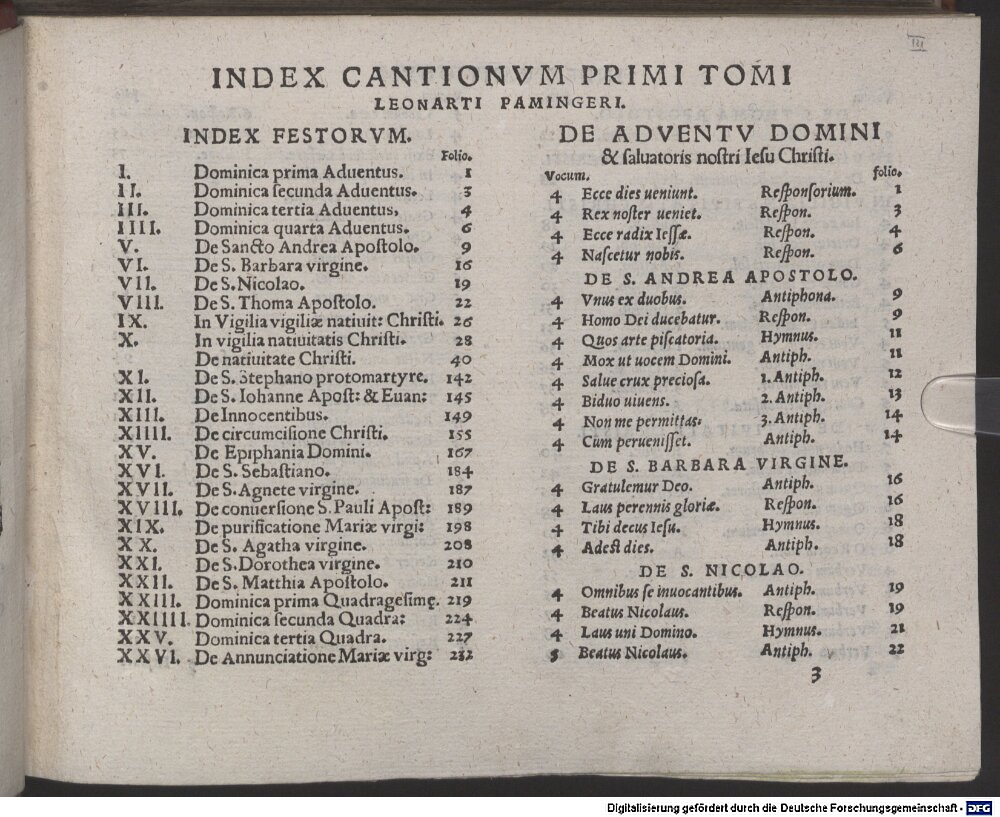 III
INDEX CANTIONVM PRIMI TOMI
LEONARTI PAMINGERI.
INDEX FESTORVM.
Folio.
I. Dominica prima Aduentus. 1
II. Dominica secunda Aduentus. 3
III. Dominica tertia Aduentus, 4
IIII. Dominica quarta Aduentus. 6
V. De Sancto Andrea Apostolo. 9
VI. De S. Barbara virgine. 16
VII. De S. Nicolao. 19
VIII. De S. Thoma Apostolo. 22
IX. In Vigilia vigiliæ natiuit: Christi. 26
X. In vigilia natiuitatis Christi. 28
De natiuitate Christi. 40
XI. De S. Stephano protomartyre. 142
XII. De S. Iohanne Apost: & Euan: 145
XIII. De Innocentibus. 149
XIIII. De circumcisione Christi. 155
XV. De Epiphania Domini. 167
XVI. De S. Sebastiano. 184
XVII. De S. Agnete virgine. 187
XVIII. De conuersione S. Pauli Apost: 189
XIX. De purificatione Mariæ virgi: 198
XX. De S. Agatha virgine. 208
XXI. De S. Dorothea virgine. 210
XXII. De S. Matthia Apostolo. 211
XXIII. Dominica prima Quadragesimę. 219
XXIIII. Dominica secunda Quadra: 224
XXV. Dominica tertia Quadra. 227
XXVI. De Annunciatione Mariæ virg: 232
DE ADVENTV DOMINI
& saluatoris nostri Iesu Christi.
Vocum. folio.
4 Ecce dies ueniunt. Responsorium. 1
4 Rex noster ueniet. Respon. 3
4 Ecce radix Iessæ. Respon. 4
4 Nascetur nobis. Respon. 6
DE S. ANDREA APOSTOLO.
4 Vnus ex duobus. Antiphona. 9
4 Homo Dei ducebatur. Respon. 9
4 Quos arte piscatoria. Hymnus. 11
4 Mox ut uocem Domini. Antiph. 11
4 Salue crux preciosa. 1. Antiph. 12
4 Biduo uiuens. 2. Antiph. 13
4 Non me permittas: 3. Antiph. 14
4 Cum peruenisset. Antiph. 14
DE S. BARBARA VIRGINE.
4 Gratulemur Deo. Antiph. 16
4 Laus perennis gloriæ. Respon. 16
4 Tibi decus Iesu. Hymnus. 18
4 Adest dies. Antiph. 18
DE S. NICOLAO.
4 Omnibus se inuocantibus. Antiph. 19
4 Beatus Nicolaus. Respon. 19
4 Laus uni Domino. Hymnus. 21
5 Beatus Nicolaus. Antiph. 22
3
Digitalisierung gefördert durch die Deutsche Forschungsgemeinschaft - DFG